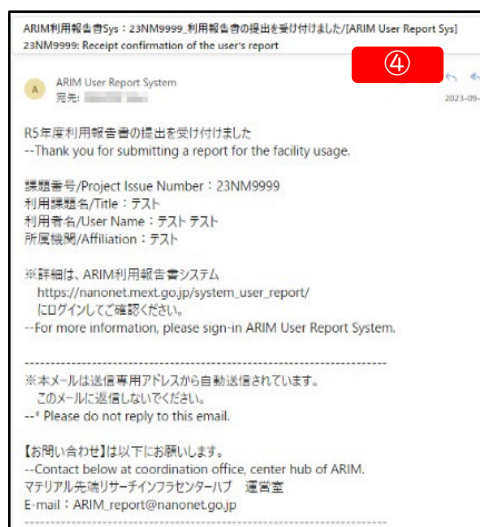 ARIM利用報告書Sys：23NM9999_利用報告書の提出を受け付けました/[ARIM User Report Sys]
23NM9999: Receipt confirmation of the user's report
④
A
ARIM User Report System
宛先:
2023-09-
R5年度利用報告書の提出を受け付けました
--Thank you for submitting a report for the facility usage.
課題番号/Project Issue Number：23NM9999
利用課題名/Title：テスト
利用者名/User Name：テスト テスト
所属機関/Affiliation：テスト
※詳細は、ARIM利用報告書システム
https://nanonet.mext.go.jp/system_user_report/
にログインしてご確認ください。
--For more information, please sign-in ARIM User Report System.
------------------------------------------------------------------------
※本メールは送信専用アドレスから自動送信されています。
このメールに返信しないでください。
--* Please do not reply to this email.
【お問い合わせ】は以下にお願いします。
--Contact below at coordination office, center hub of ARIM.
マテリアル先端リサーチインフラセンターハブ　運営室
E-mail：ARIM_report@nanonet.go.jp
------------------------------------------------------------------------